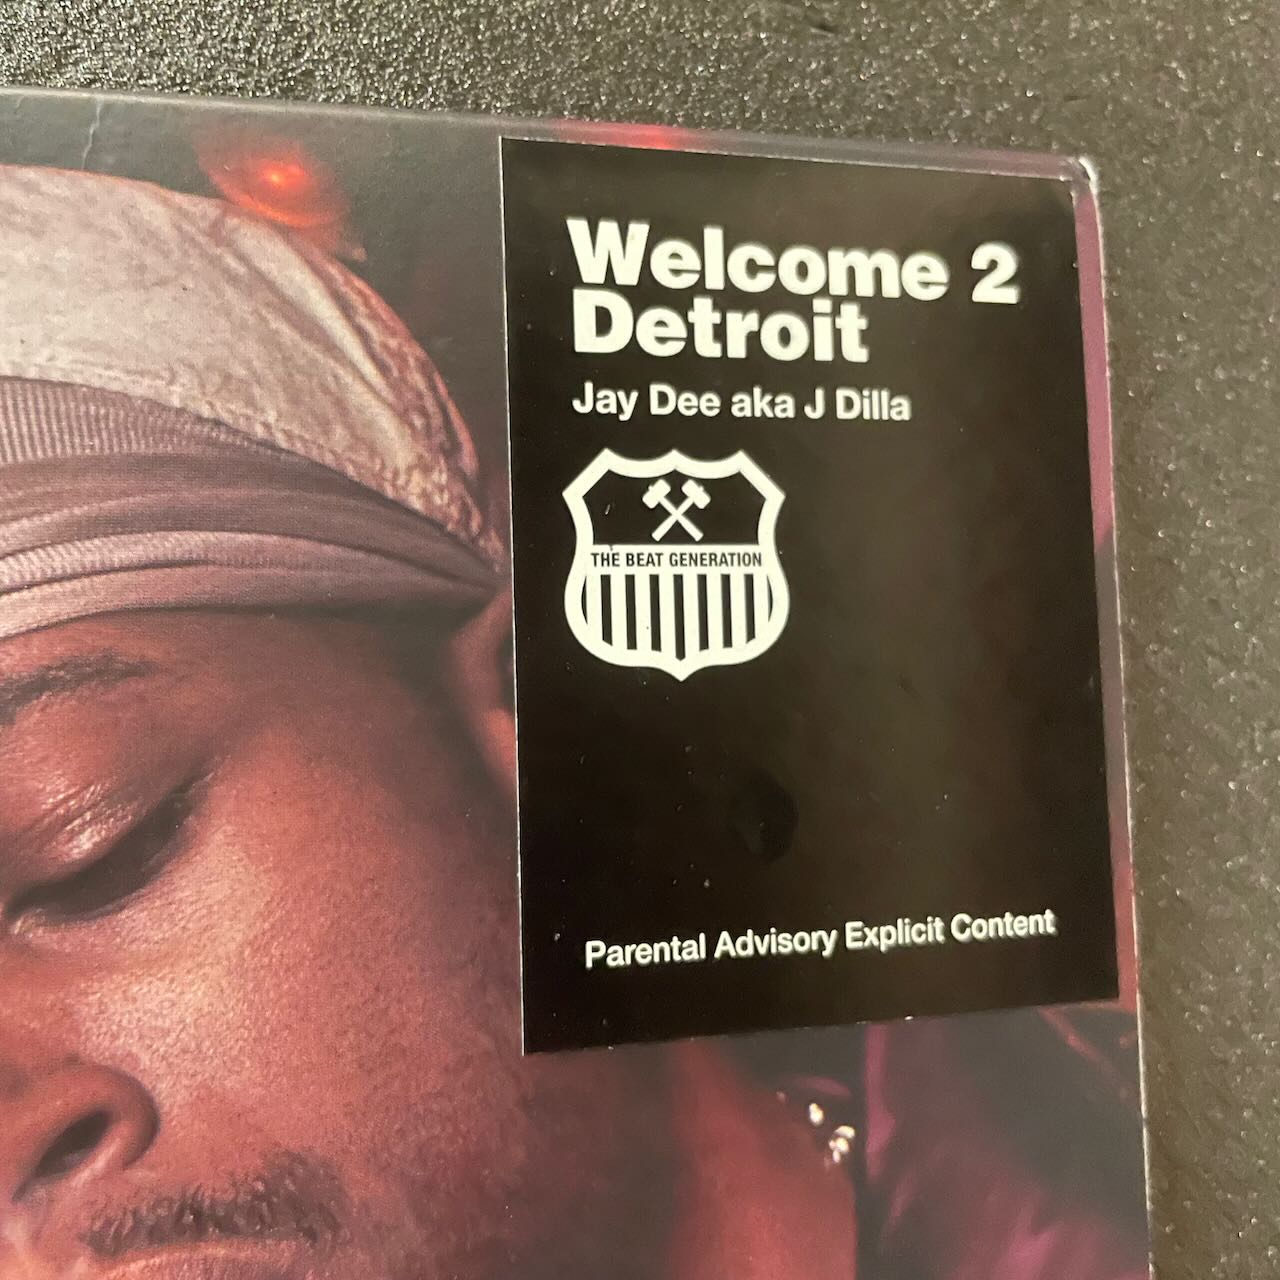 Welcome 2
Detroit
Jay Dee aka J Dilla
THE BEAT GENERATION
Parental Advisory Explicit Content